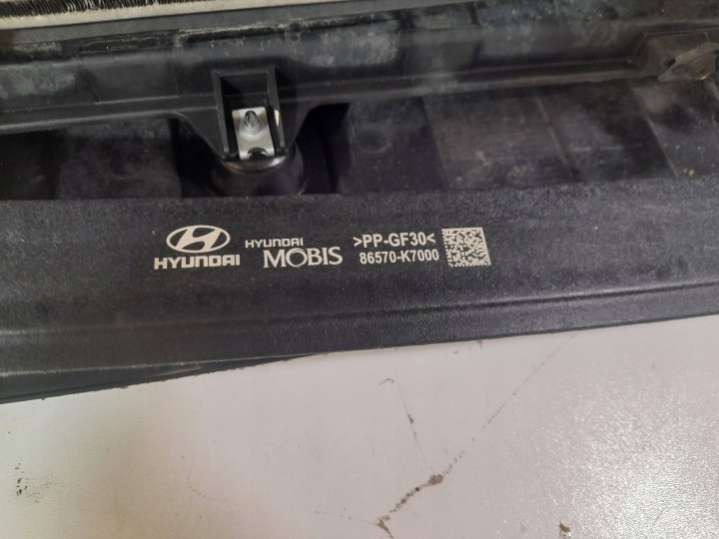 HYUNDAI
HYUNDAI
MOBIS
>PP-GF30<
86570-K7000